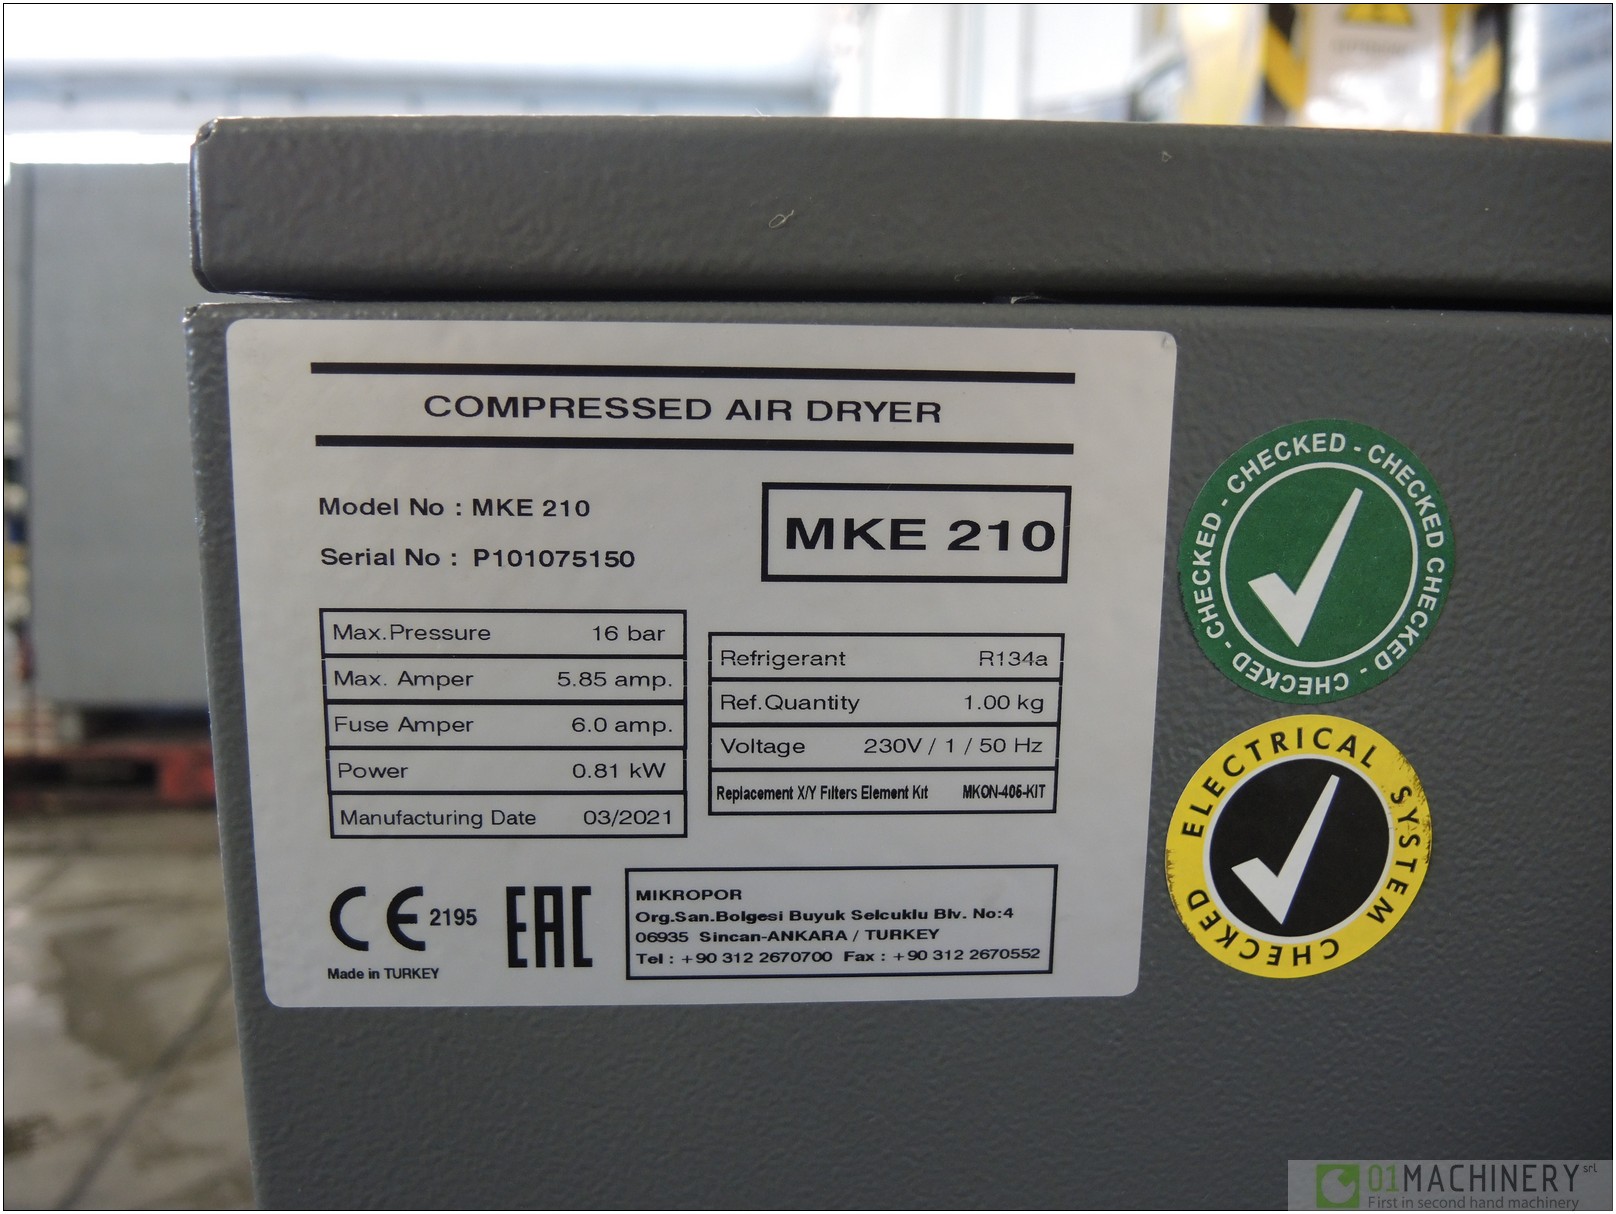 COMPRESSED AIR DRYER
Model No : MKE 210
Serial No : P101075150
MKE 210
Max.Pressure 16 bar
Max. Amper 5.85 amp.
Fuse Amper 6.0 amp.
Power 0.81 kW
Manufacturing Date 03/2021
Refrigerant R134a
Ref.Quantity 1.00 kg
Voltage 230V / 1 / 50 Hz
Replacement X/Y Filters Element Kit MKON-405-KIT
CE 2195
EAC
Made in TURKEY
MIKROPOR
Org.San.Bolgesi Buyuk Selcuklu Blv. No:4
06935 Sincan-ANKARA / TURKEY
Tel : +90 312 2670700 Fax : +90 312 2670552
CHECKED - CHECKED - CHECKED CHECKED - CHECKED - CHECKED - CHECKED -
ELECTRICAL SYSTEM
CHECKED
01MACHINERY srl
First in second hand machinery